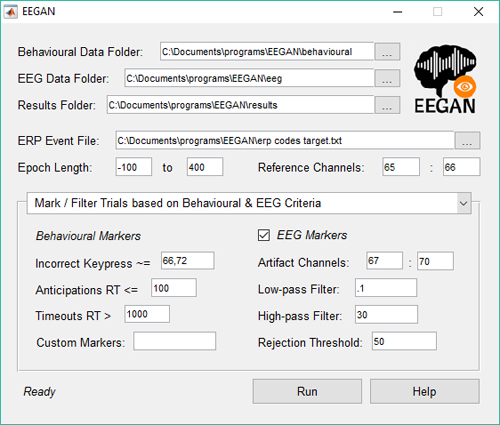 EEGAN
Behavioural Data Folder: C:\Documents\programs\EEGAN\behavioural ...
EEG Data Folder: C:\Documents\programs\EEGAN\eeg ...
Results Folder: C:\Documents\programs\EEGAN\results ...
EEGAN
ERP Event File: C:\Documents\programs\EEGAN\erp codes target.txt ...
Epoch Length: -100 to 400 Reference Channels: 65 : 66
Mark / Filter Trials based on Behavioural & EEG Criteria
Behavioural Markers EEG Markers
Incorrect Keypress ~= 66,72 Artifact Channels: 67 : 70
Anticipations RT <= 100 Low-pass Filter: .1
Timeouts RT > 1000 High-pass Filter: 30
Custom Markers: Rejection Threshold: 50
Ready Run Help